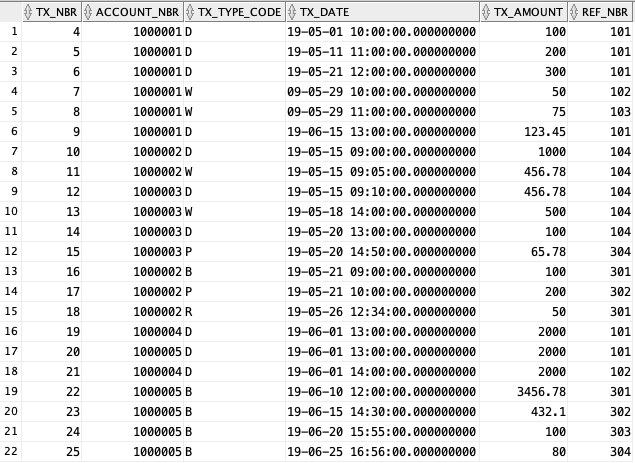 TX_NBR ACCOUNT_NBR TX_TYPE_CODE TX_DATE TX_AMOUNT REF_NBR
1 4 1000001 D 19-05-01 10:00:00.000000000 100 101
2 5 1000001 D 19-05-11 11:00:00.000000000 200 101
3 6 1000001 D 19-05-21 12:00:00.000000000 300 101
4 7 1000001 W 09-05-29 10:00:00.000000000 50 102
5 8 1000001 W 09-05-29 11:00:00.000000000 75 103
6 9 1000001 D 19-06-15 13:00:00.000000000 123.45 101
7 10 1000002 D 19-05-15 09:00:00.000000000 1000 104
8 11 1000002 W 19-05-15 09:05:00.000000000 456.78 104
9 12 1000003 D 19-05-15 09:10:00.000000000 456.78 104
10 13 1000003 W 19-05-18 14:00:00.000000000 500 104
11 14 1000003 D 19-05-20 13:00:00.000000000 100 104
12 15 1000003 P 19-05-20 14:50:00.000000000 65.78 304
13 16 1000002 B 19-05-21 09:00:00.000000000 100 301
14 17 1000002 P 19-05-21 10:00:00.000000000 200 302
15 18 1000002 R 19-05-26 12:34:00.000000000 50 301
16 19 1000004 D 19-06-01 13:00:00.000000000 2000 101
17 20 1000005 D 19-06-01 13:00:00.000000000 2000 101
18 21 1000004 D 19-06-01 14:00:00.000000000 2000 102
19 22 1000005 B 19-06-10 12:00:00.000000000 3456.78 301
20 23 1000005 B 19-06-15 14:30:00.000000000 432.1 302
21 24 1000005 B 19-06-20 15:55:00.000000000 100 303
22 25 1000005 B 19-06-25 16:56:00.000000000 80 304